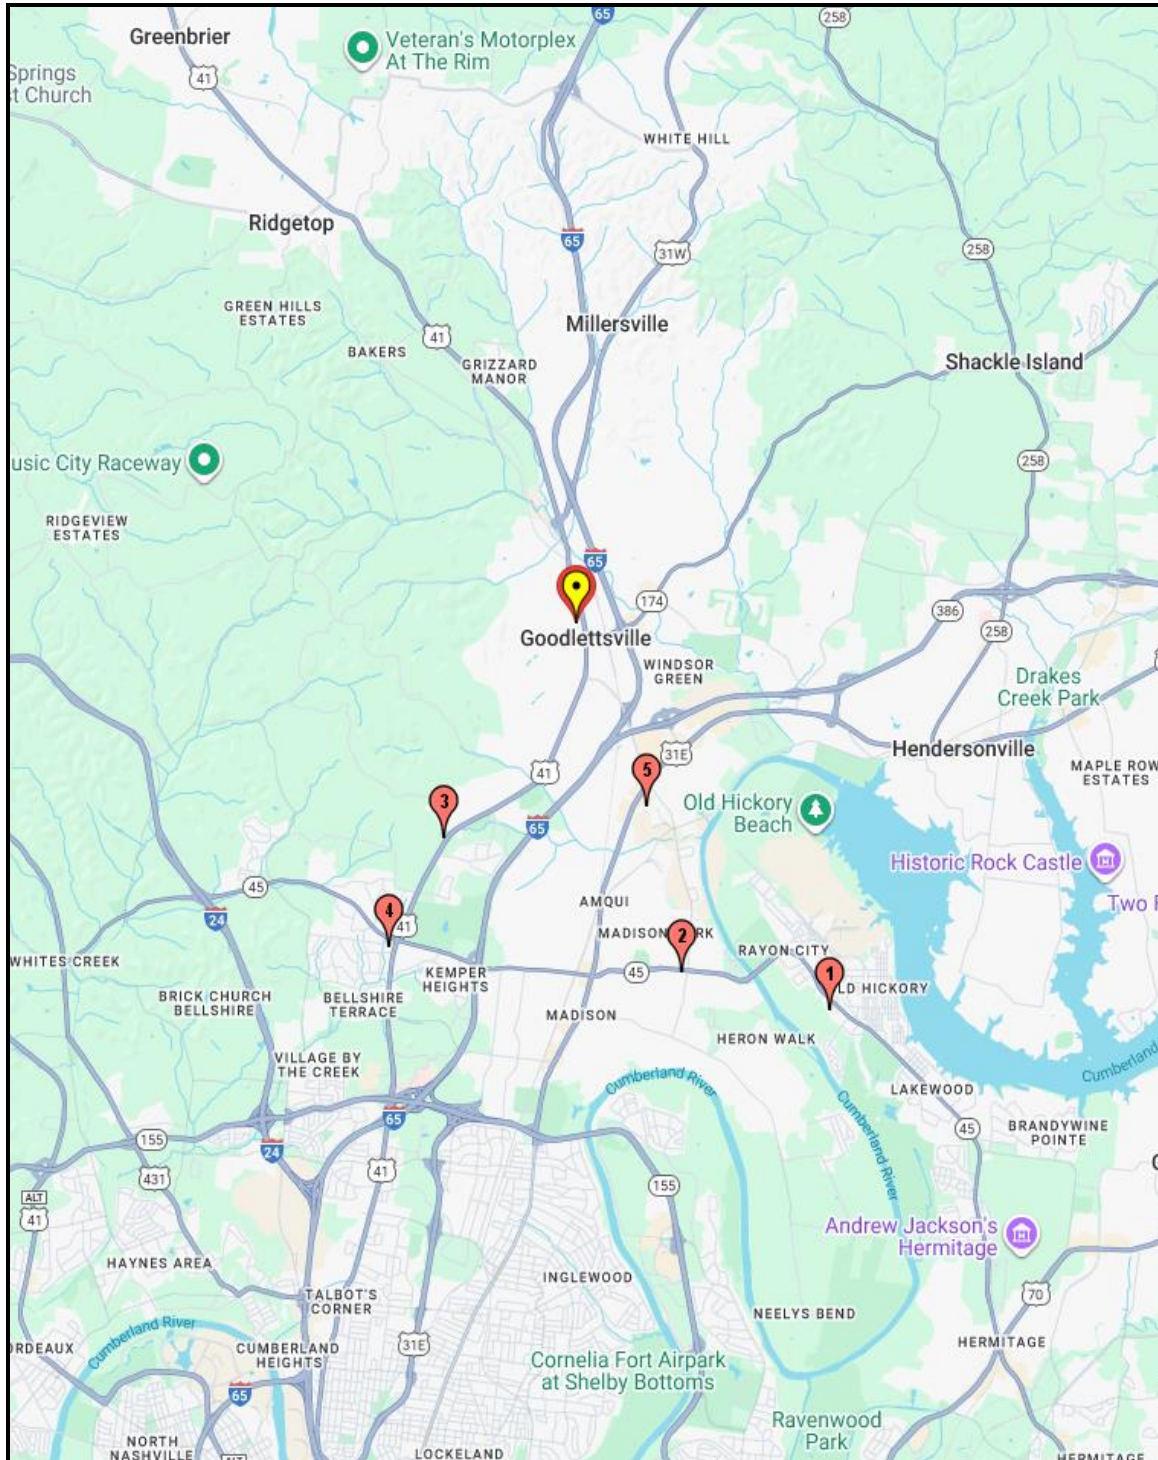 65
258
Greenbrier
Veteran's Motorplex
At The Rim
Springs
st Church
41
WHITE HILL
Ridgetop
65
31W
258
GREEN HILLS
ESTATES
Millersville
41
BAKERS
GRIZZARD
MANOR
Shackle Island
usic City Raceway
258
RIDGEVIEW
ESTATES
65
174
386
258
Goodlettsville
WINDSOR
GREEN
Drakes
Creek Park
31E
Hendersonville
41
5
MAPLE ROW
ESTATES
3
Old Hickory
Beach
65
Historic Rock Castle
45
AMQUI
Two
24
4
41
MADISON
RK
2
RAYON CITY
WHITES CREEK
KEMPER
HEIGHTS
45
1
LD HICKORY
BRICK CHURCH
BELLSHIRE
BELLSHIRE
TERRACE
MADISON
HERON WALK
VILLAGE BY
THE CREEK
Cumberland River
Cumberland
LAKEWOOD
Cumberland River
65
155
24
45
BRANDYWINE
POINTE
431
41
155
ALT
41
Andrew Jackson's
Hermitage
HAYNES AREA
INGLEWOOD
TALBOT'S
CORNER
70
NEELYS BEND
Cumberland River
ORDEAUX
CUMBERLAND
HEIGHTS
31E
HERMITAGE
Cornelia Fort Airpark
at Shelby Bottoms
65
Ravenwood
Park
NORTH
NASHVILLE
ALT
LOCKELAND
HERMITAGE